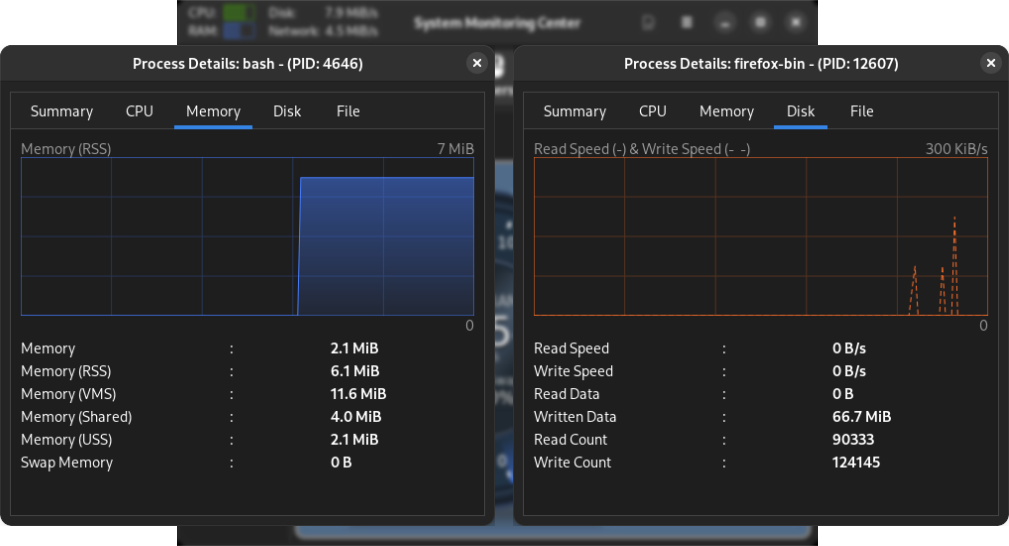 CPU: Disk: 7.9 MiB/s
RAM: Network: 4.5 MiB/s
System Monitoring Center
Process Details: bash - (PID: 4646)
Summary CPU Memory Disk File
Memory (RSS) 7 MiB
0
Memory : 2.1 MiB
Memory (RSS) : 6.1 MiB
Memory (VMS) : 11.6 MiB
Memory (Shared) : 4.0 MiB
Memory (USS) : 2.1 MiB
Swap Memory : 0 B
Process Details: firefox-bin - (PID: 12607)
Summary CPU Memory Disk File
Read Speed (-) & Write Speed (- -) 300 KiB/s
0
Read Speed : 0 B/s
Write Speed : 0 B/s
Read Data : 0 B
Written Data : 66.7 MiB
Read Count : 90333
Write Count : 124145